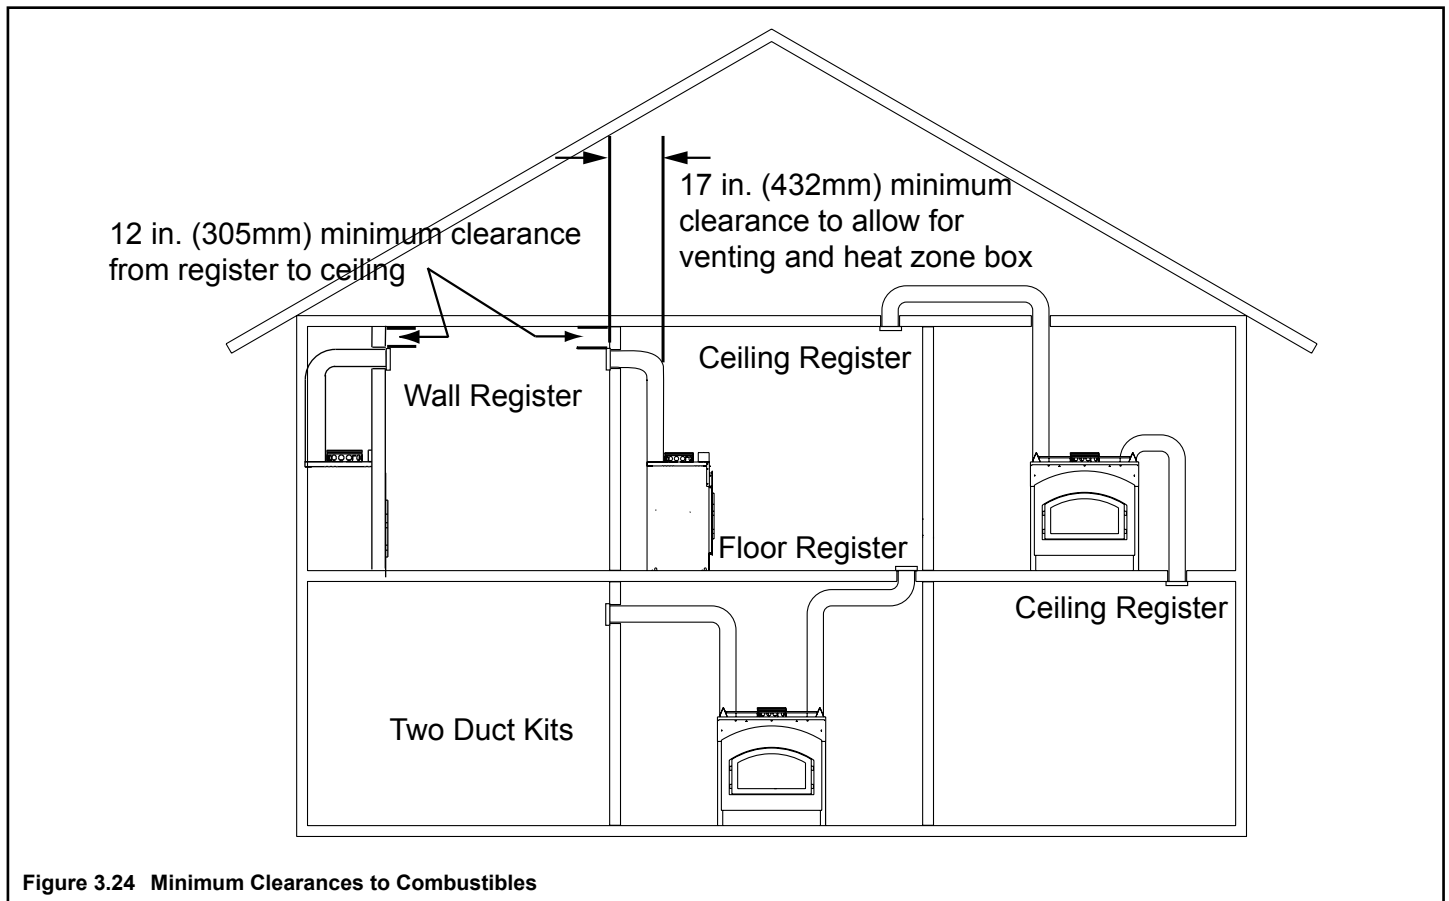 17 in. (432mm) minimum
clearance to allow for
venting and heat zone box
12 in. (305mm) minimum clearance
from register to ceiling
Ceiling Register
Wall Register
Floor Register
Ceiling Register
Two Duct Kits
Figure 3.24 Minimum Clearances to Combustibles